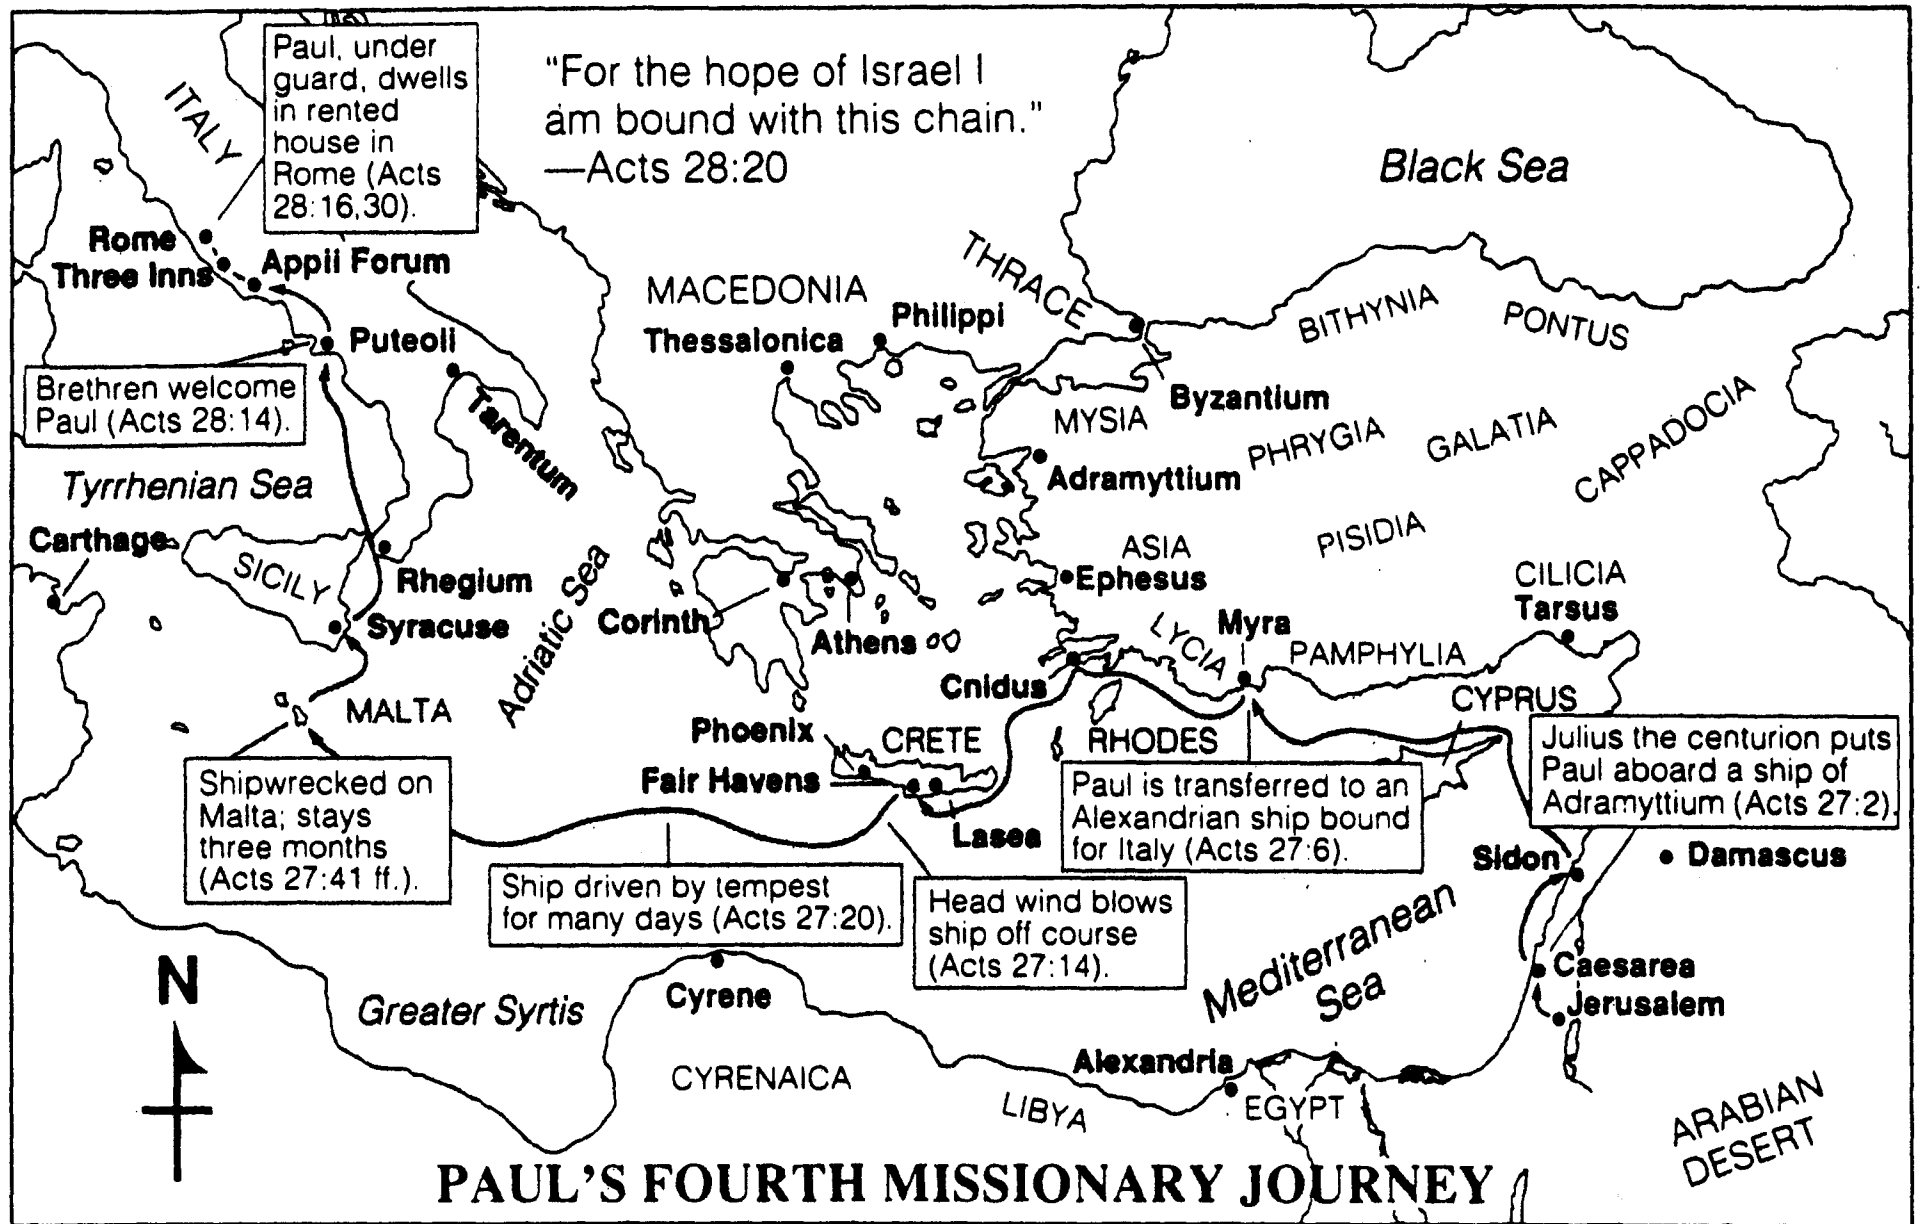 Paul, under
guard, dwells
in rented
house in
Rome (Acts
28:16,30).
"For the hope of Israel I
am bound with this chain."
—Acts 28:20
ITALY
Black Sea
Rome
Three Inns
Appii Forum
MACEDONIA
THRACE
Philippi
Thessalonica
BITHYNIA
PONTUS
Puteoli
Brethren welcome
Paul (Acts 28:14).
Tarentum
Byzantium
MYSIA
PHRYGIA
GALATIA
CAPPADOCIA
Adramyttium
Tyrrhenian Sea
Carthage
SICILY
Rhegium
Syracuse
Adriatic Sea
Corinth
Athens
ASIA
Ephesus
PISIDIA
CILICIA
Tarsus
LYCIA
Myra
PAMPHYLIA
Cnidus
CYPRUS
MALTA
Phoenix
CRETE
RHODES
Fair Havens
Lasea
Julius the centurion puts
Paul aboard a ship of
Adramyttium (Acts 27:2).
Shipwrecked on
Malta; stays
three months
(Acts 27:41 ff.).
Paul is transferred to an
Alexandrian ship bound
for Italy (Acts 27:6).
Sidon
Damascus
Ship driven by tempest
for many days (Acts 27:20).
Head wind blows
ship off course
(Acts 27:14).
Mediterranean
Sea
N
Greater Syrtis
Cyrene
Caesarea
Jerusalem
CYRENAICA
Alexandria
LIBYA
EGYPT
ARABIAN
DESERT
PAUL'S FOURTH MISSIONARY JOURNEY